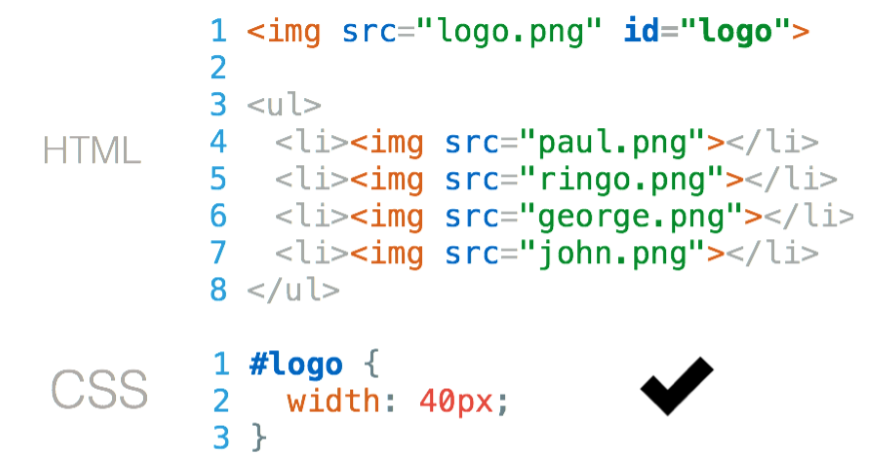 HTML
1 <img src="logo.png" id="logo">
2
3 <ul>
4   <li><img src="paul.png"></li>
5   <li><img src="ringo.png"></li>
6   <li><img src="george.png"></li>
7   <li><img src="john.png"></li>
8 </ul>
CSS
1 #logo {
2   width: 40px;
3 }